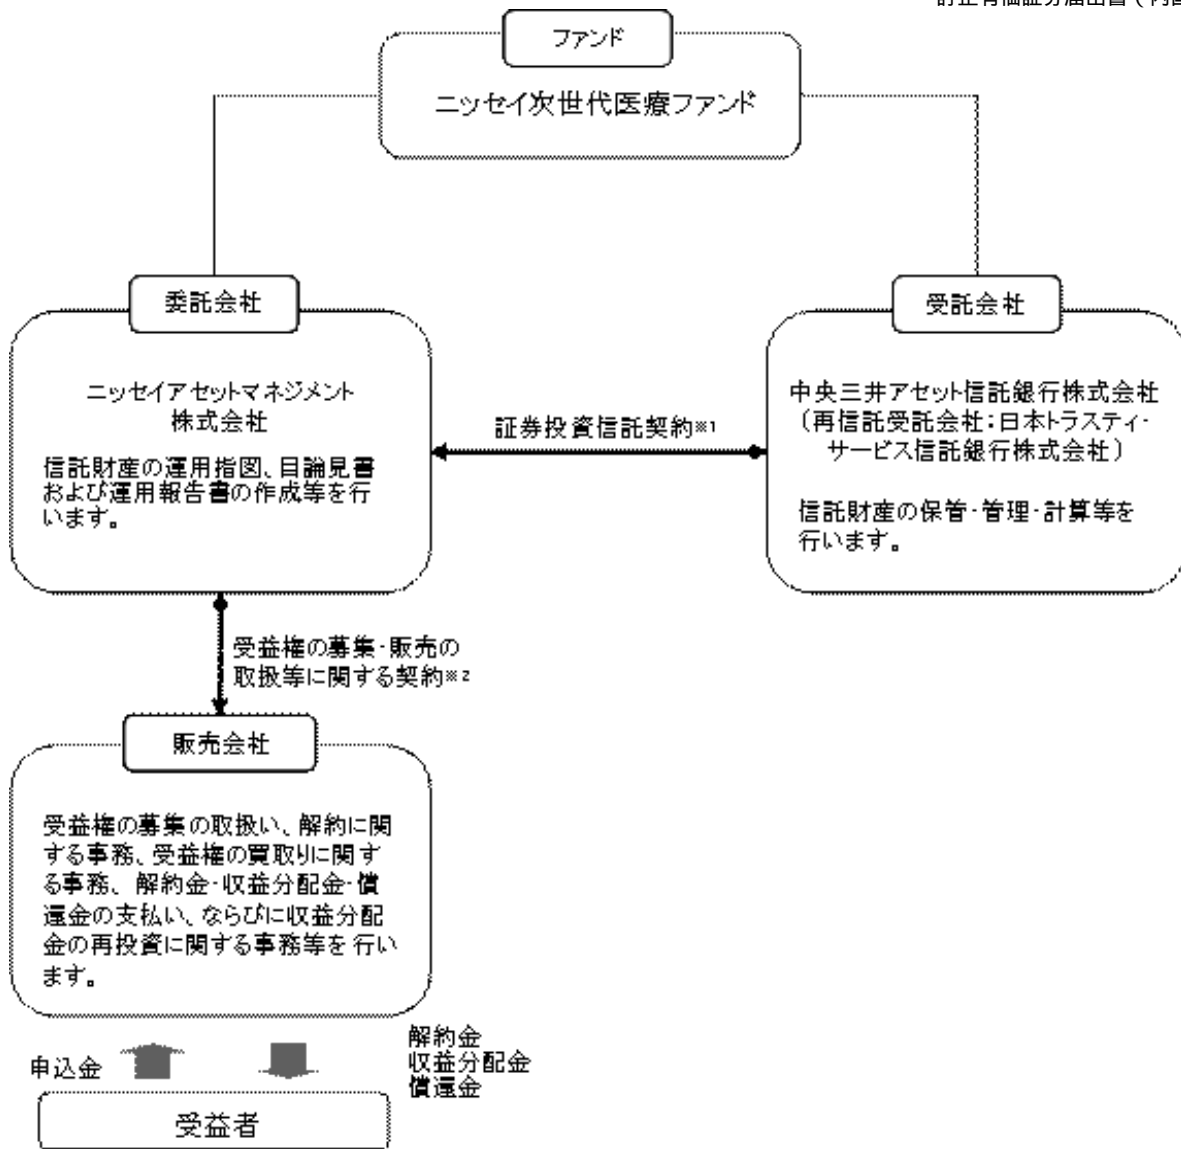 ファンド
ニッセイ次世代医療ファンド
委託会社
ニッセイアセットマネジメント
株式会社
信託財産の運用指図、目論見書
および運用報告書の作成等を行
います。
証券投資信託契約※1
受託会社
中央三井アセット信託銀行株式会社
（再信託受託会社：日本トラスティ・
サービス信託銀行株式会社）
信託財産の保管・管理・計算等を
行います。
受益権の募集・販売の
取扱等に関する契約※2
販売会社
受益権の募集の取扱い、解約に関
する事務、受益権の買取りに関す
る事務、解約金・収益分配金・償
還金の支払い、ならびに収益分配
金の再投資に関する事務等を行い
ます。
申込金
解約金
収益分配金
償還金
受益者